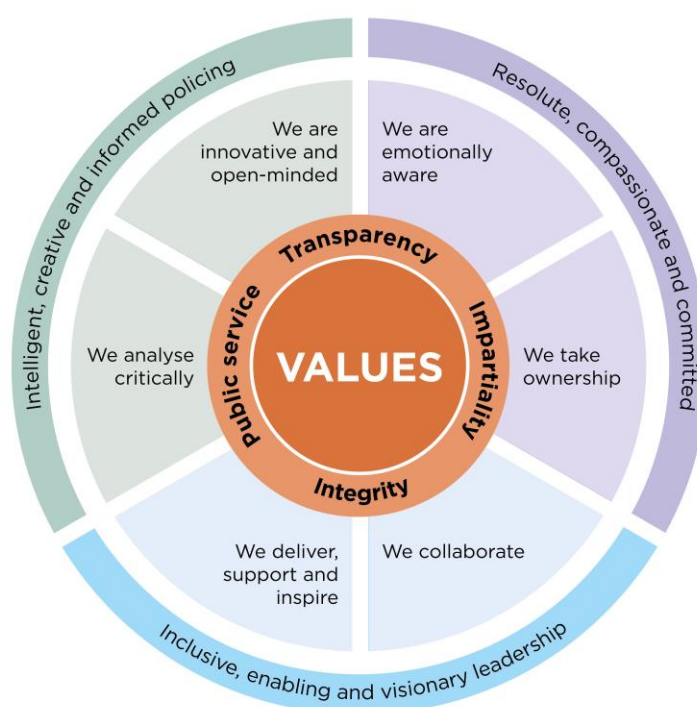 Intelligent, creative and informed policing
Resolute, compassionate and committed
We are
innovative and
open-minded
We are
emotionally
aware
Transparency
Public service
VALUES
Impartiality
Integrity
We analyse
critically
We take
ownership
We deliver,
support and
inspire
We collaborate
Inclusive, enabling and visionary leadership